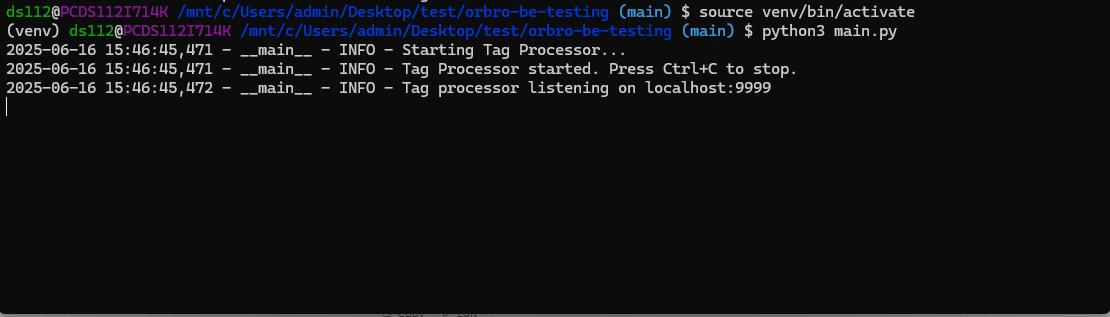 ds112@PCDS112I714K /mnt/c/Users/admin/Desktop/test/orbro-be-testing (main) $ source venv/bin/activate
(venv) ds112@PCDS112I714K /mnt/c/Users/admin/Desktop/test/orbro-be-testing (main) $ python3 main.py
2025-06-16 15:46:45,471 - __main__ - INFO - Starting Tag Processor...
2025-06-16 15:46:45,471 - __main__ - INFO - Tag Processor started. Press Ctrl+C to stop.
2025-06-16 15:46:45,472 - __main__ - INFO - Tag processor listening on localhost:9999